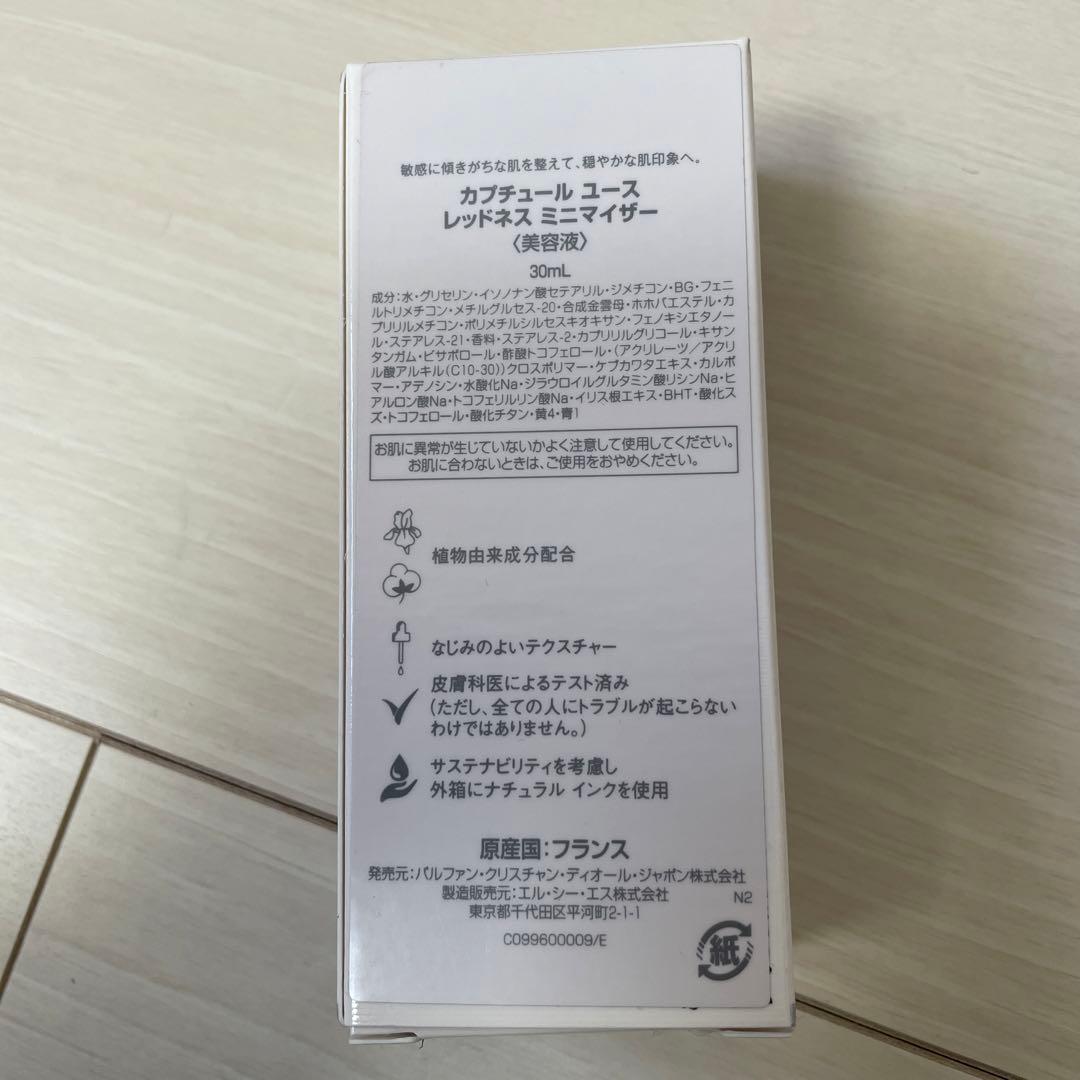 敏感に傾きがちな肌を整えて、穏やかな肌印象へ。
カプチュール ユース
レッドネス ミニマイザー
〈美容液〉
30mL
成分：水・グリセリン・イソノナン酸セテアリル・ジメチコン・BG・フェニ
ルトリメチコン・メチルグルセス-20・合成金雲母・ホホバエステル・カ
プリリルメチコン・ポリメチルシルセスキオキサン・フェノキシエタノー
ル・ステアレス-21・香料・ステアレス-2・カプリリルグリコール・キサン
タンガム・ビサボロール・酢酸トコフェロール・(アクリレーツ／アクリ
ル酸アルキル(C10-30))クロスポリマー・ケブカワタエキス・カルボ
マー・アデノシン・水酸化Na・ジラウロイルグルタミン酸リシンNa・ヒ
アルロン酸Na・トコフェリルリン酸Na・イリス根エキス・BHT・酸化ス
ズ・トコフェロール・酸化チタン・黄4・青1
お肌に異常が生じていないかよく注意して使用してください。
お肌に合わないときは、ご使用をおやめください。
植物由来成分配合
なじみのよいテクスチャー
皮膚科医によるテスト済み
(ただし、全ての人にトラブルが起こらない
わけではありません。)
サステナビリティを考慮し
外箱にナチュラル インクを使用
原産国：フランス
発売元：パルファン・クリスチャン・ディオール・ジャポン株式会社
製造販売元：エル・シー・エス株式会社 N2
東京都千代田区平河町2-1-1
C099600009/E
紙